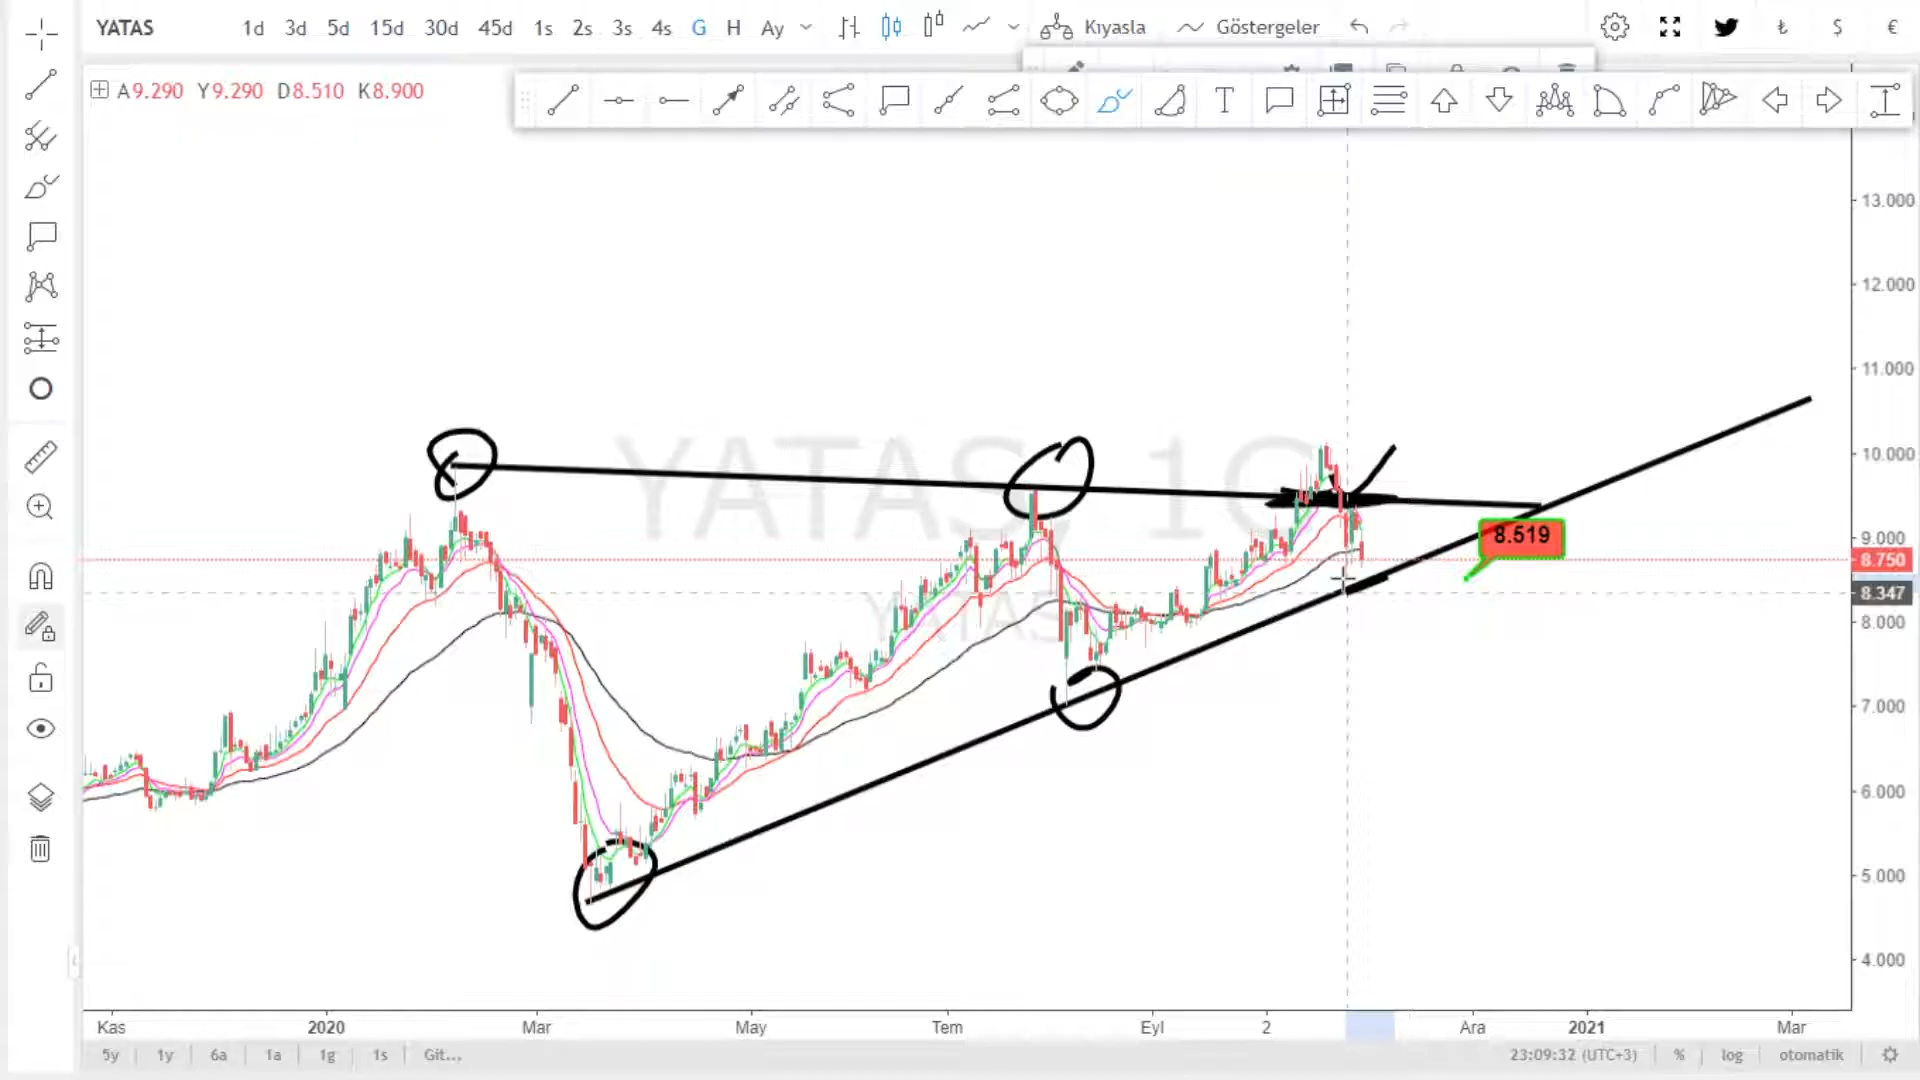 YATAS 1d 3d 5d 15d 30d 45d 1s 2s 3s 4s G H Ay Kıyasla Göstergeler ₺ $ €
A9.290 Y9.290 D8.510 K8.900
T
13.000
12.000
11.000
YATAS, 1G
10.000
9.000
8.519
8.750
8.347
YATAS
8.000
7.000
6.000
5.000
4.000
Kas 2020 Mar May Tem Eyl 2 Ara 2021 Mar
5y 1y 6a 1a 1g 1s Git... 23:09:32 (UTC+3) % log otomatik